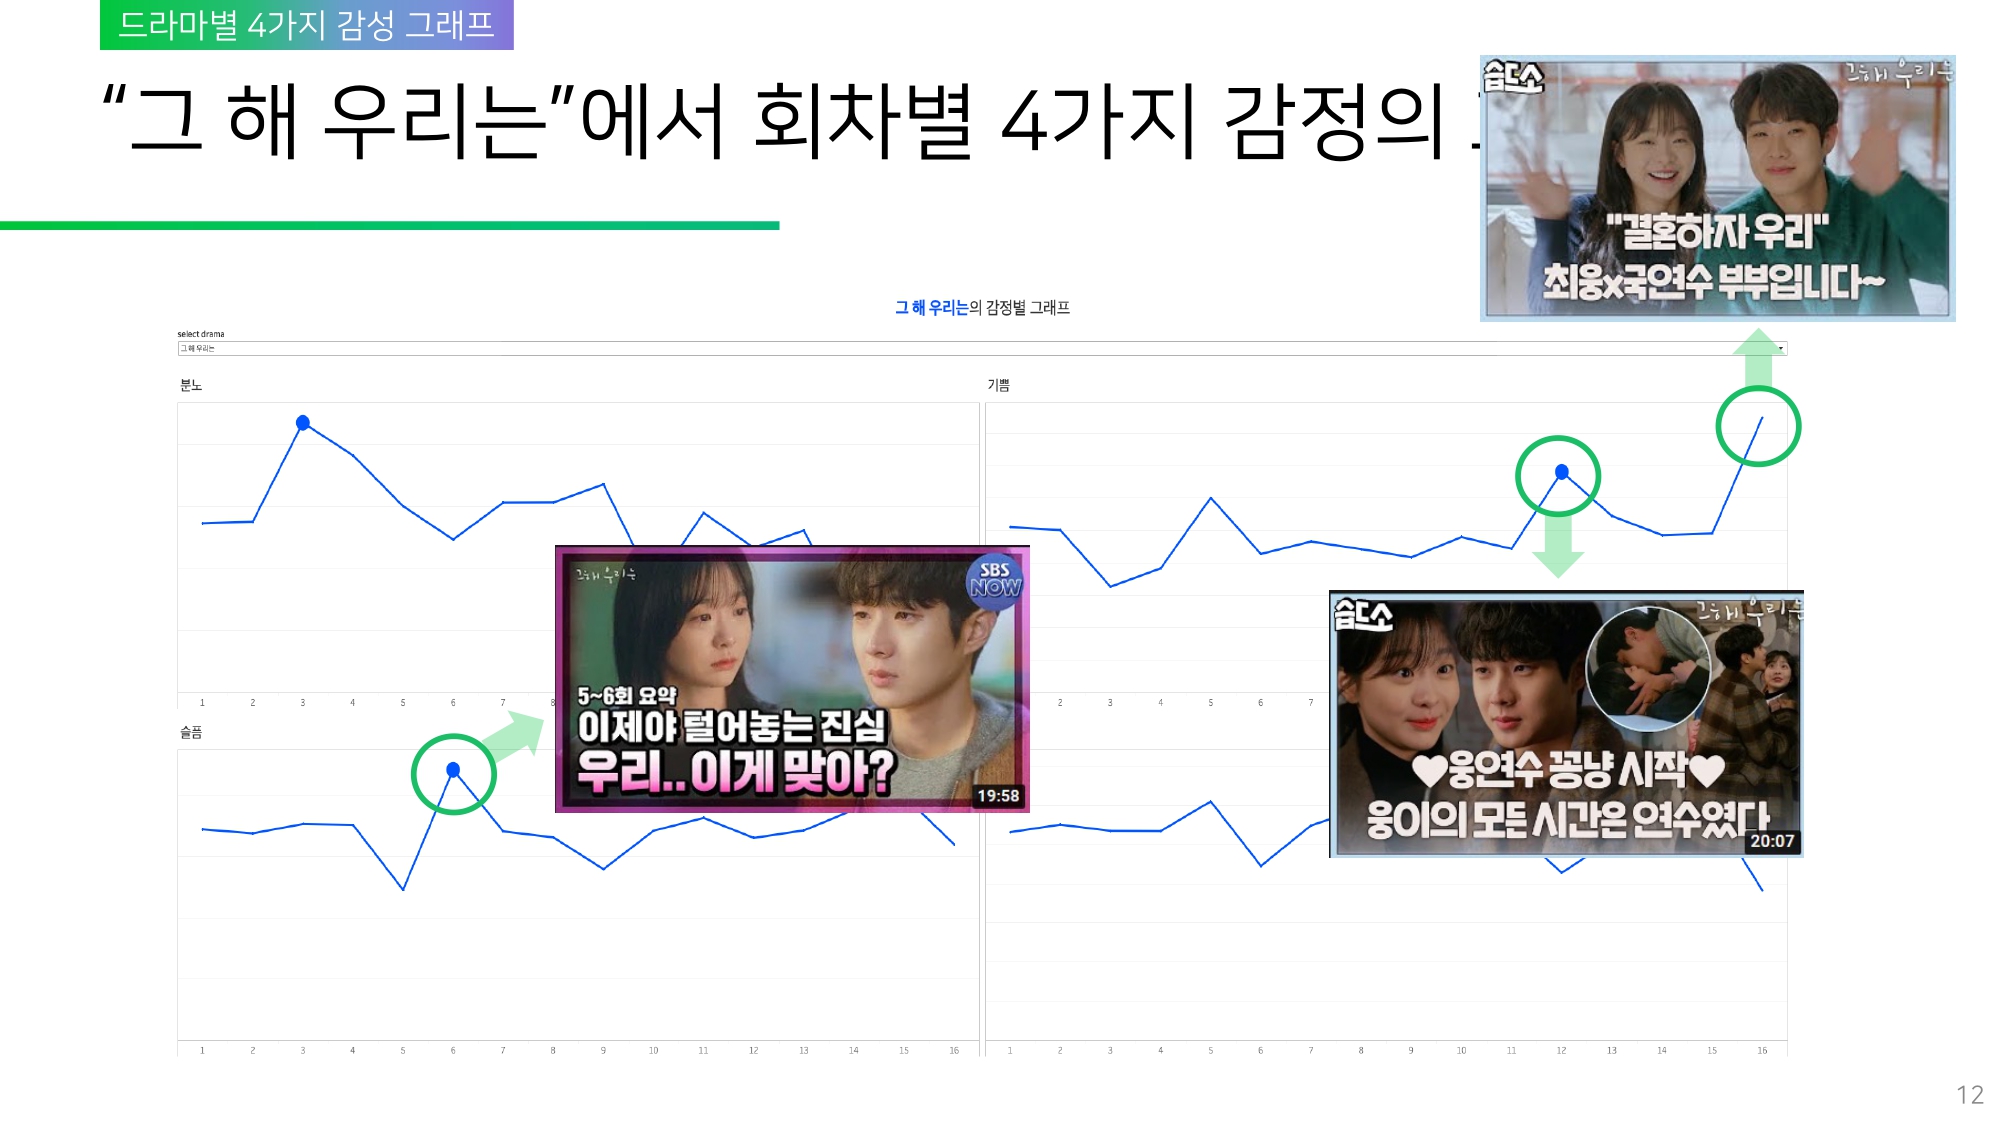 드라마별 4가지 감성 그래프
“그 해 우리는”에서 회차별 4가지 감정의
습드소
그 해 우리는
"결혼하자 우리"
최웅x국연수 부부입니다~
그 해 우리는의 감정별 그래프
select drama
그 해 우리는
분노
기쁨
1 2 3 4 5 6 7 8
2 3 4 5 6 7
그 해 우리는
SBS
NOW
5~6회 요약
이제야 털어놓는 진심
우리..이게 맞아?
19:58
습드소
그 해 우리는
♥웅연수 꽁냥 시작♥
웅이의 모든 시간은 연수였다
20:07
슬픔
1 2 3 4 5 6 7 8 9 10 11 12 13 14 15 16
1 2 3 4 5 6 7 8 9 10 11 12 13 14 15 16
12